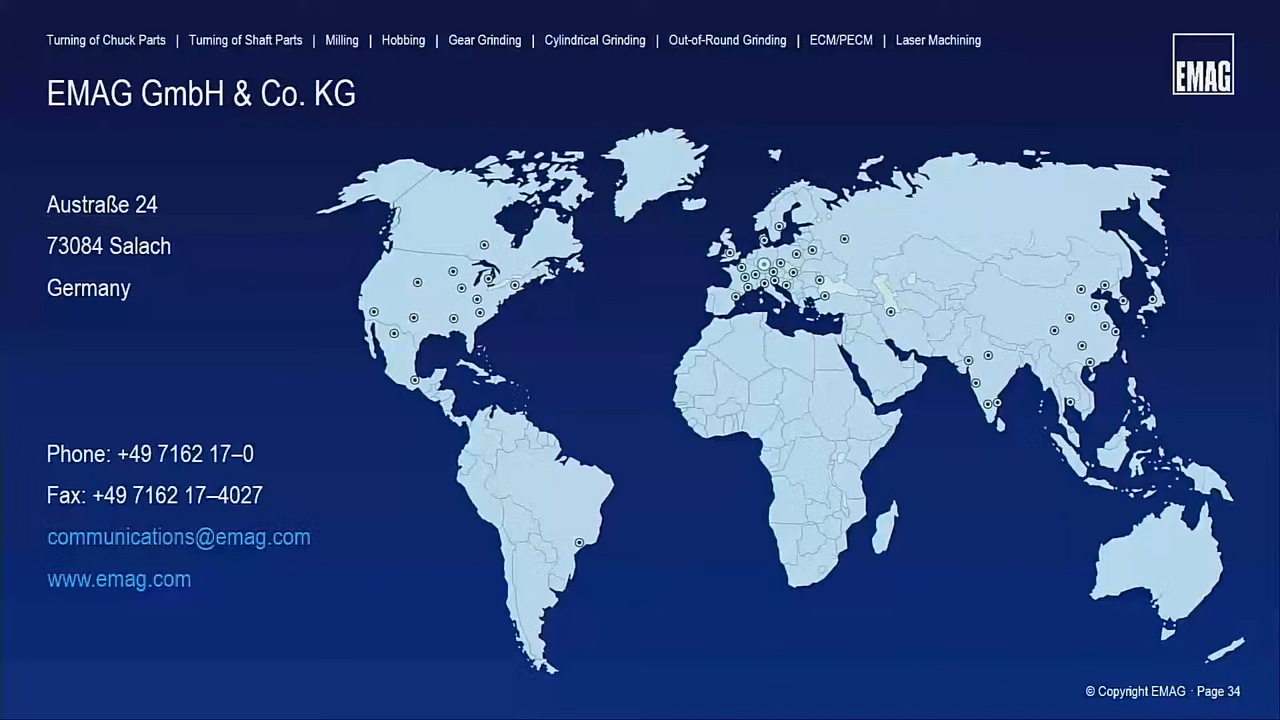 Turning of Chuck Parts | Turning of Shaft Parts | Milling | Hobbing | Gear Grinding | Cylindrical Grinding | Out-of-Round Grinding | ECM/PECM | Laser Machining
EMAG
EMAG GmbH & Co. KG
Austraße 24
73084 Salach
Germany
Phone: +49 7162 17–0
Fax: +49 7162 17–4027
communications@emag.com
www.emag.com
© Copyright EMAG · Page 34